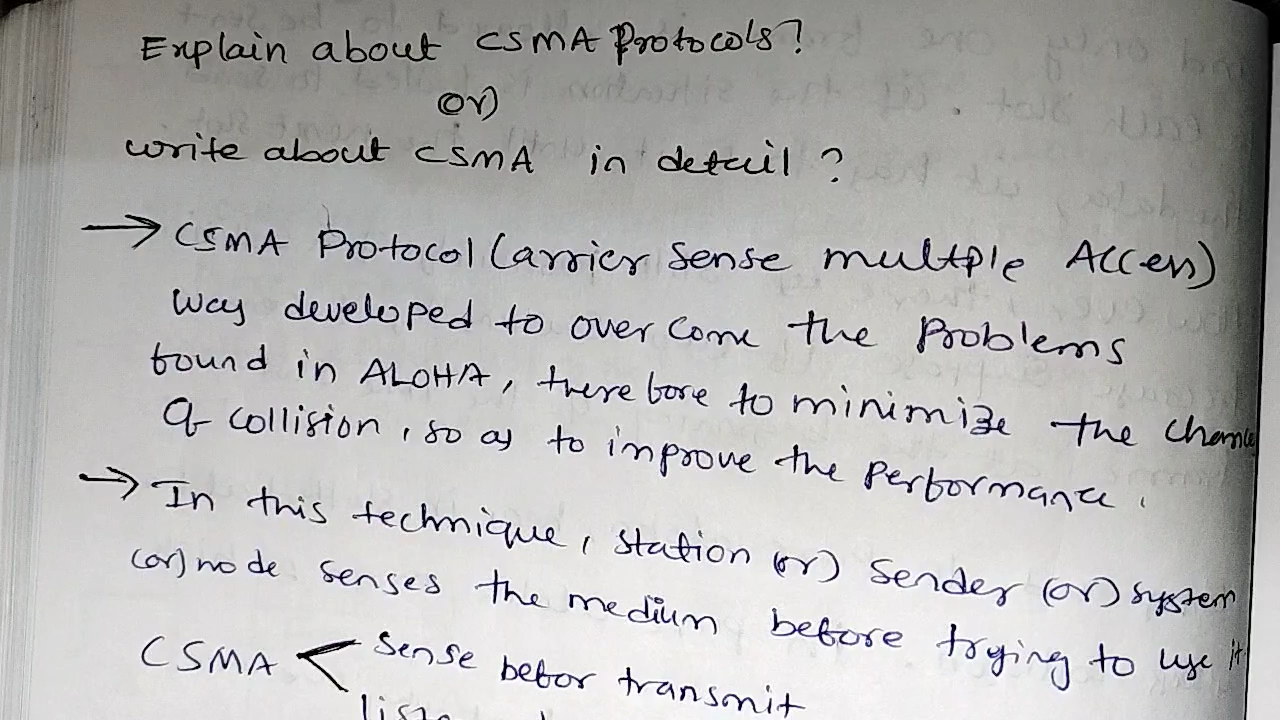 Explain about CSMA Protocols?
or)
write about CSMA in detail?
→ CSMA Protocol (Carrier Sense multple Access)
was developed to over come the Problems
found in ALOHA, therefore to minimize the chance
of collision, so as to improve the Performance.
→ In this technique, station (or) Sender (or) system
(or) node senses the medium before trying to use it
CSMA < Sense befor transmit